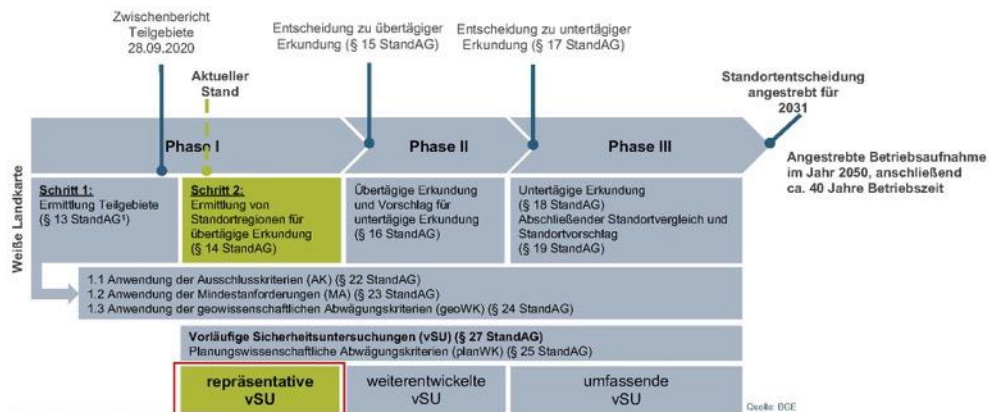 Zwischenbericht
Teilgebiete
28.09.2020
Entscheidung zu übertägiger
Erkundung (§ 15 StandAG)
Entscheidung zu untertägiger
Erkundung (§ 17 StandAG)
Aktueller
Stand
Standortentscheidung
angestrebt für
2031
Phase I
Phase II
Phase III
Angestrebte Betriebsaufnahme
im Jahr 2050, anschließend
ca. 40 Jahre Betriebszeit
Weiße Landkarte
Schritt 1:
Ermittlung Teilgebiete
(§ 13 StandAG¹)
Schritt 2:
Ermittlung von
Standortregionen für
übertägige Erkundung
(§ 14 StandAG)
Übertägige Erkundung
und Vorschlag für
untertägige Erkundung
(§ 16 StandAG)
Untertägige Erkundung
(§ 18 StandAG)
Abschließender Standortvergleich und
Standortvorschlag
(§ 19 StandAG)
1.1 Anwendung der Ausschlusskriterien (AK) (§ 22 StandAG)
1.2 Anwendung der Mindestanforderungen (MA) (§ 23 StandAG)
1.3 Anwendung der geowissenschaftlichen Abwägungskriterien (geoWK) (§ 24 StandAG)
Vorläufige Sicherheitsuntersuchungen (vSU) (§ 27 StandAG)
Planungswissenschaftliche Abwägungskriterien (planWK) (§ 25 StandAG)
repräsentative
vSU
weiterentwickelte
vSU
umfassende
vSU
Quelle: BGE